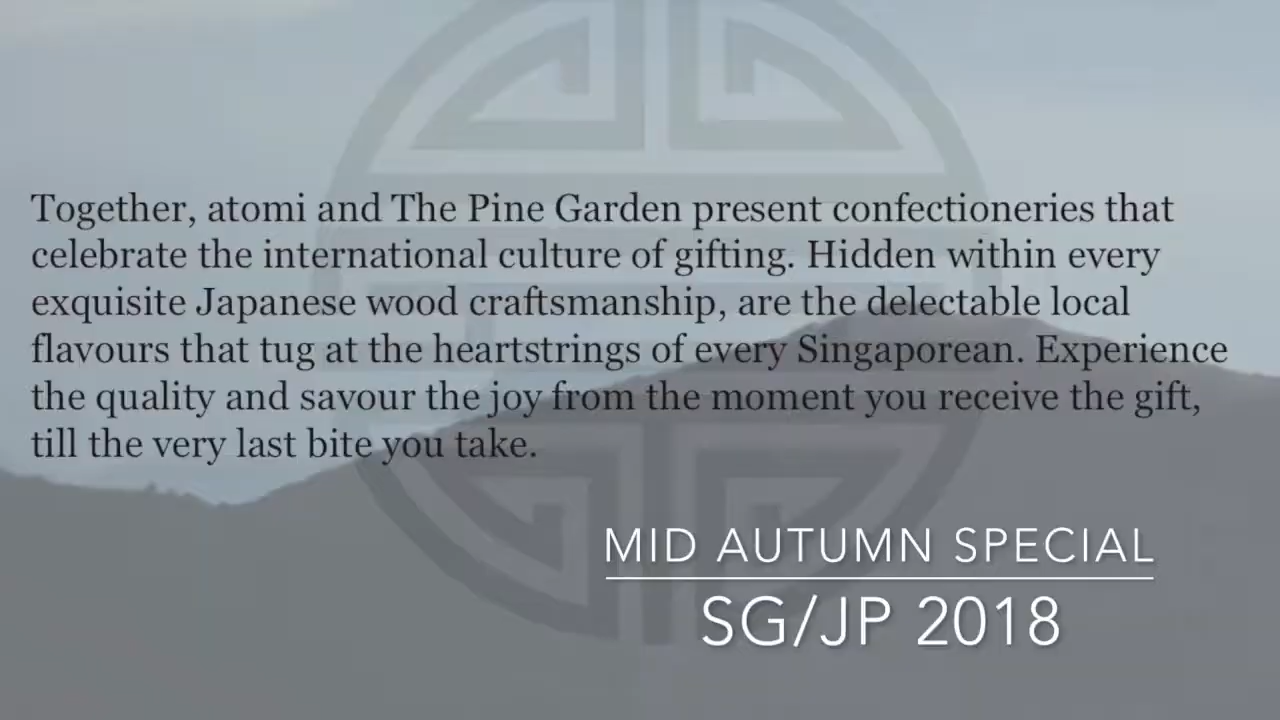 Together, atomi and The Pine Garden present confectioneries that
celebrate the international culture of gifting. Hidden within every
exquisite Japanese wood craftsmanship, are the delectable local
flavours that tug at the heartstrings of every Singaporean. Experience
the quality and savour the joy from the moment you receive the gift,
till the very last bite you take.
MID AUTUMN SPECIAL
SG/JP 2018